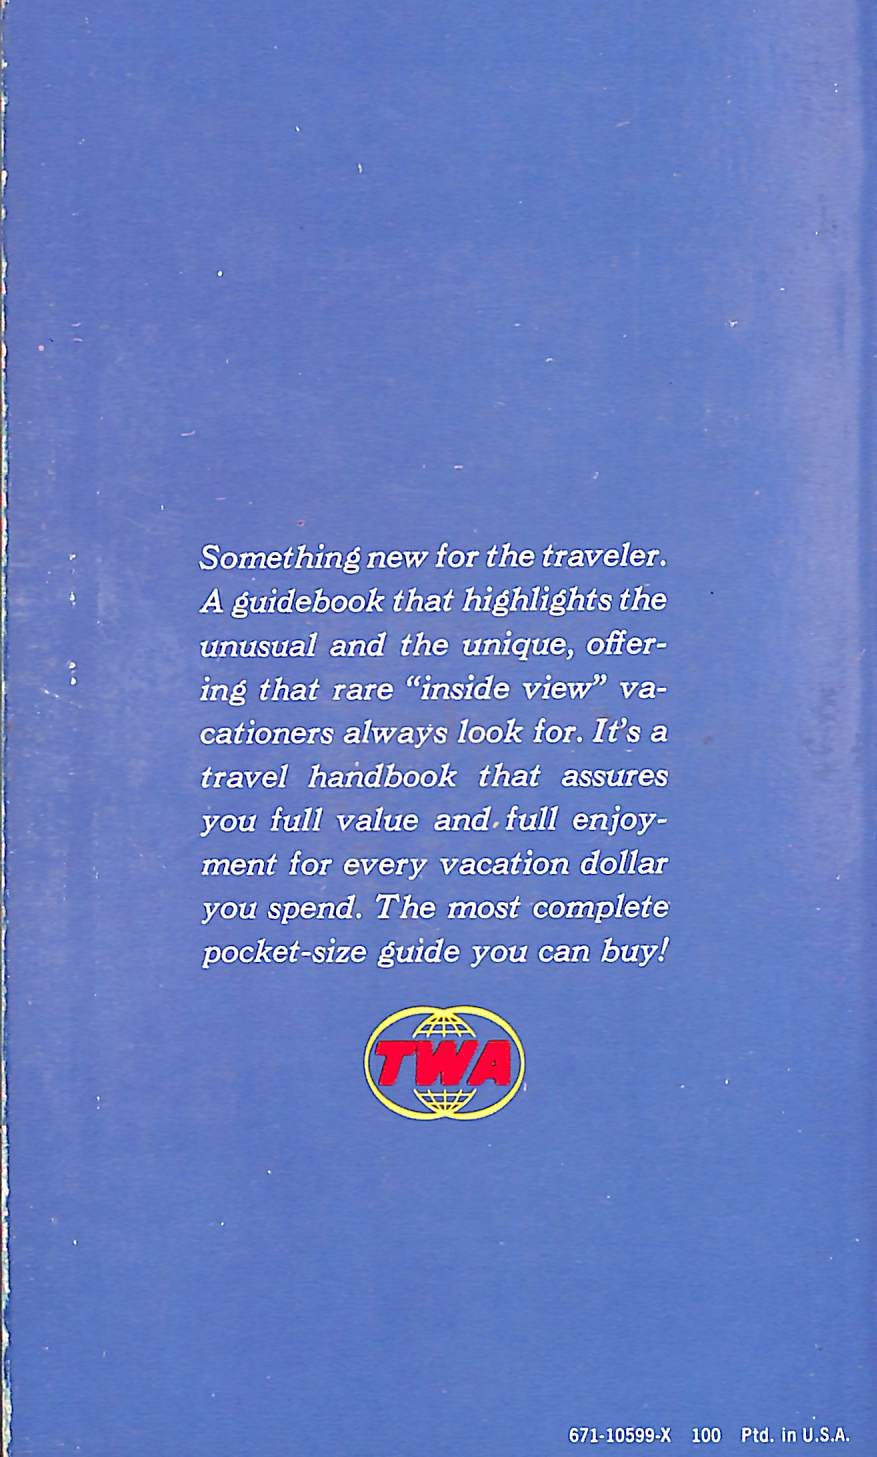 Something new for the traveler.
A guidebook that highlights the
unusual and the unique, offer-
ing that rare “inside view” va-
cationers always look for. It’s a
travel handbook that assures
you full value and full enjoy-
ment for every vacation dollar
you spend. The most complete
pocket-size guide you can buy!
TWA
671-10599-X 100 Ptd. in U.S.A.